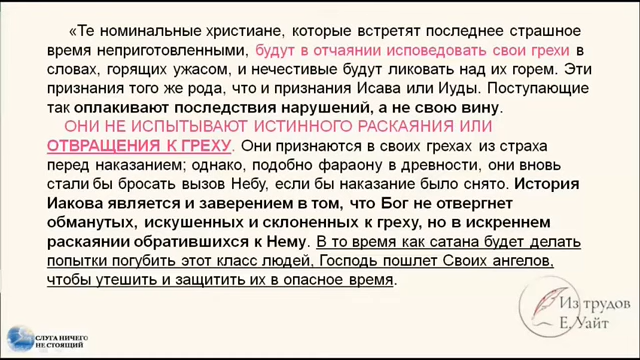 «Те номинальные христиане, которые встретят последнее страшное
время неприготовленными, будут в отчаянии исповедовать свои грехи в
словах, горящих ужасом, и нечестивые будут ликовать над их горем. Эти
признания того же рода, что и признания Исава или Иуды. Поступающие
так оплакивают последствия нарушений, а не свою вину.
ОНИ НЕ ИСПЫТЫВАЮТ ИСТИННОГО РАСКАЯНИЯ ИЛИ
ОТВРАЩЕНИЯ К ГРЕХУ. Они признаются в своих грехах из страха
перед наказанием; однако, подобно фараону в древности, они вновь
стали бы бросать вызов Небу, если бы наказание было снято. История
Иакова является и заверением в том, что Бог не отвергнет
обманутых, искушенных и склоненных к греху, но в искреннем
раскаянии обратившихся к Нему. В то время как сатана будет делать
попытки погубить этот класс людей, Господь пошлет Своих ангелов,
чтобы утешить и защитить их в опасное время.
Из трудов
Е. Уайт
СЛУГА НИЧЕГО
НЕ СТОЯЩИЙ